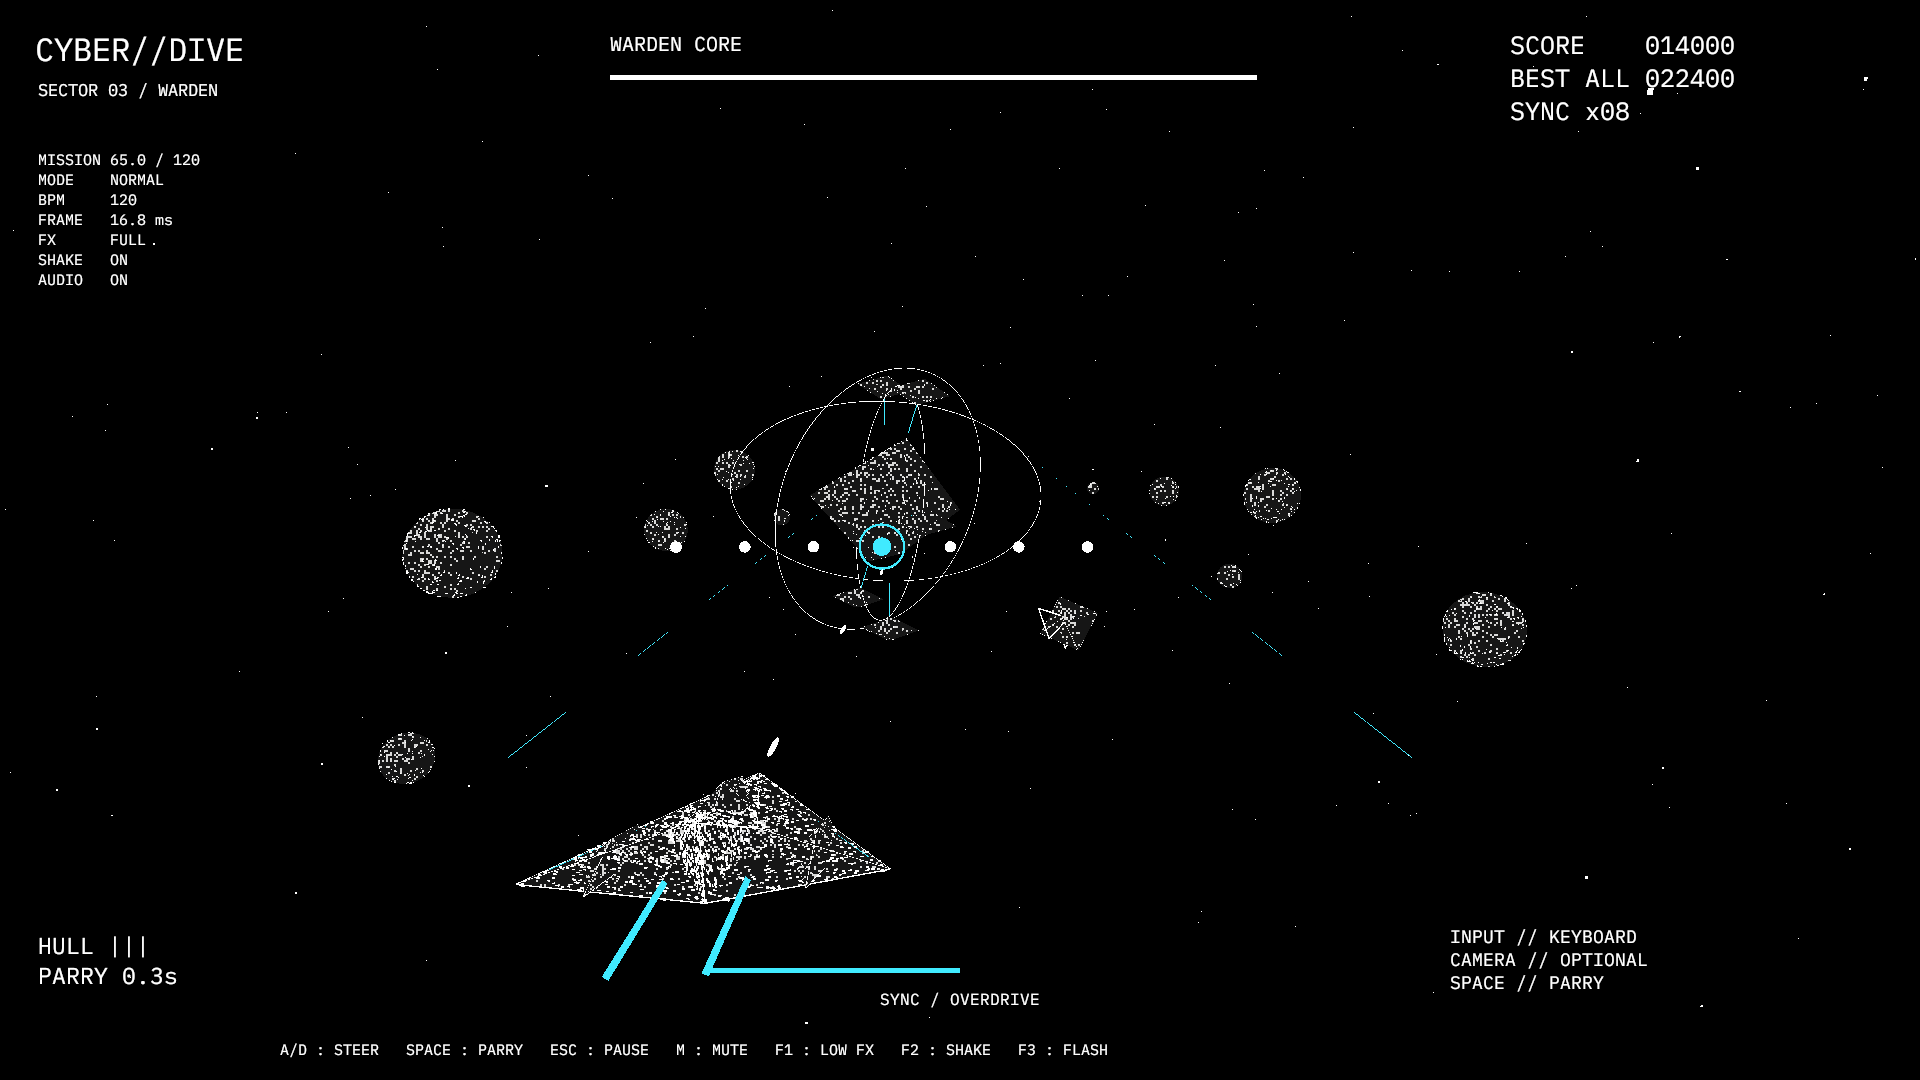 CYBER//DIVE
SECTOR 03 / WARDEN
WARDEN CORE
SCORE 014000
BEST ALL 022400
SYNC x08
MISSION 65.0 / 120
MODE NORMAL
BPM 120
FRAME 16.8 ms
FX FULL
SHAKE ON
AUDIO ON
HULL |||
PARRY 0.3s
INPUT // KEYBOARD
CAMERA // OPTIONAL
SPACE // PARRY
SYNC / OVERDRIVE
A/D : STEER SPACE : PARRY ESC : PAUSE M : MUTE F1 : LOW FX F2 : SHAKE F3 : FLASH